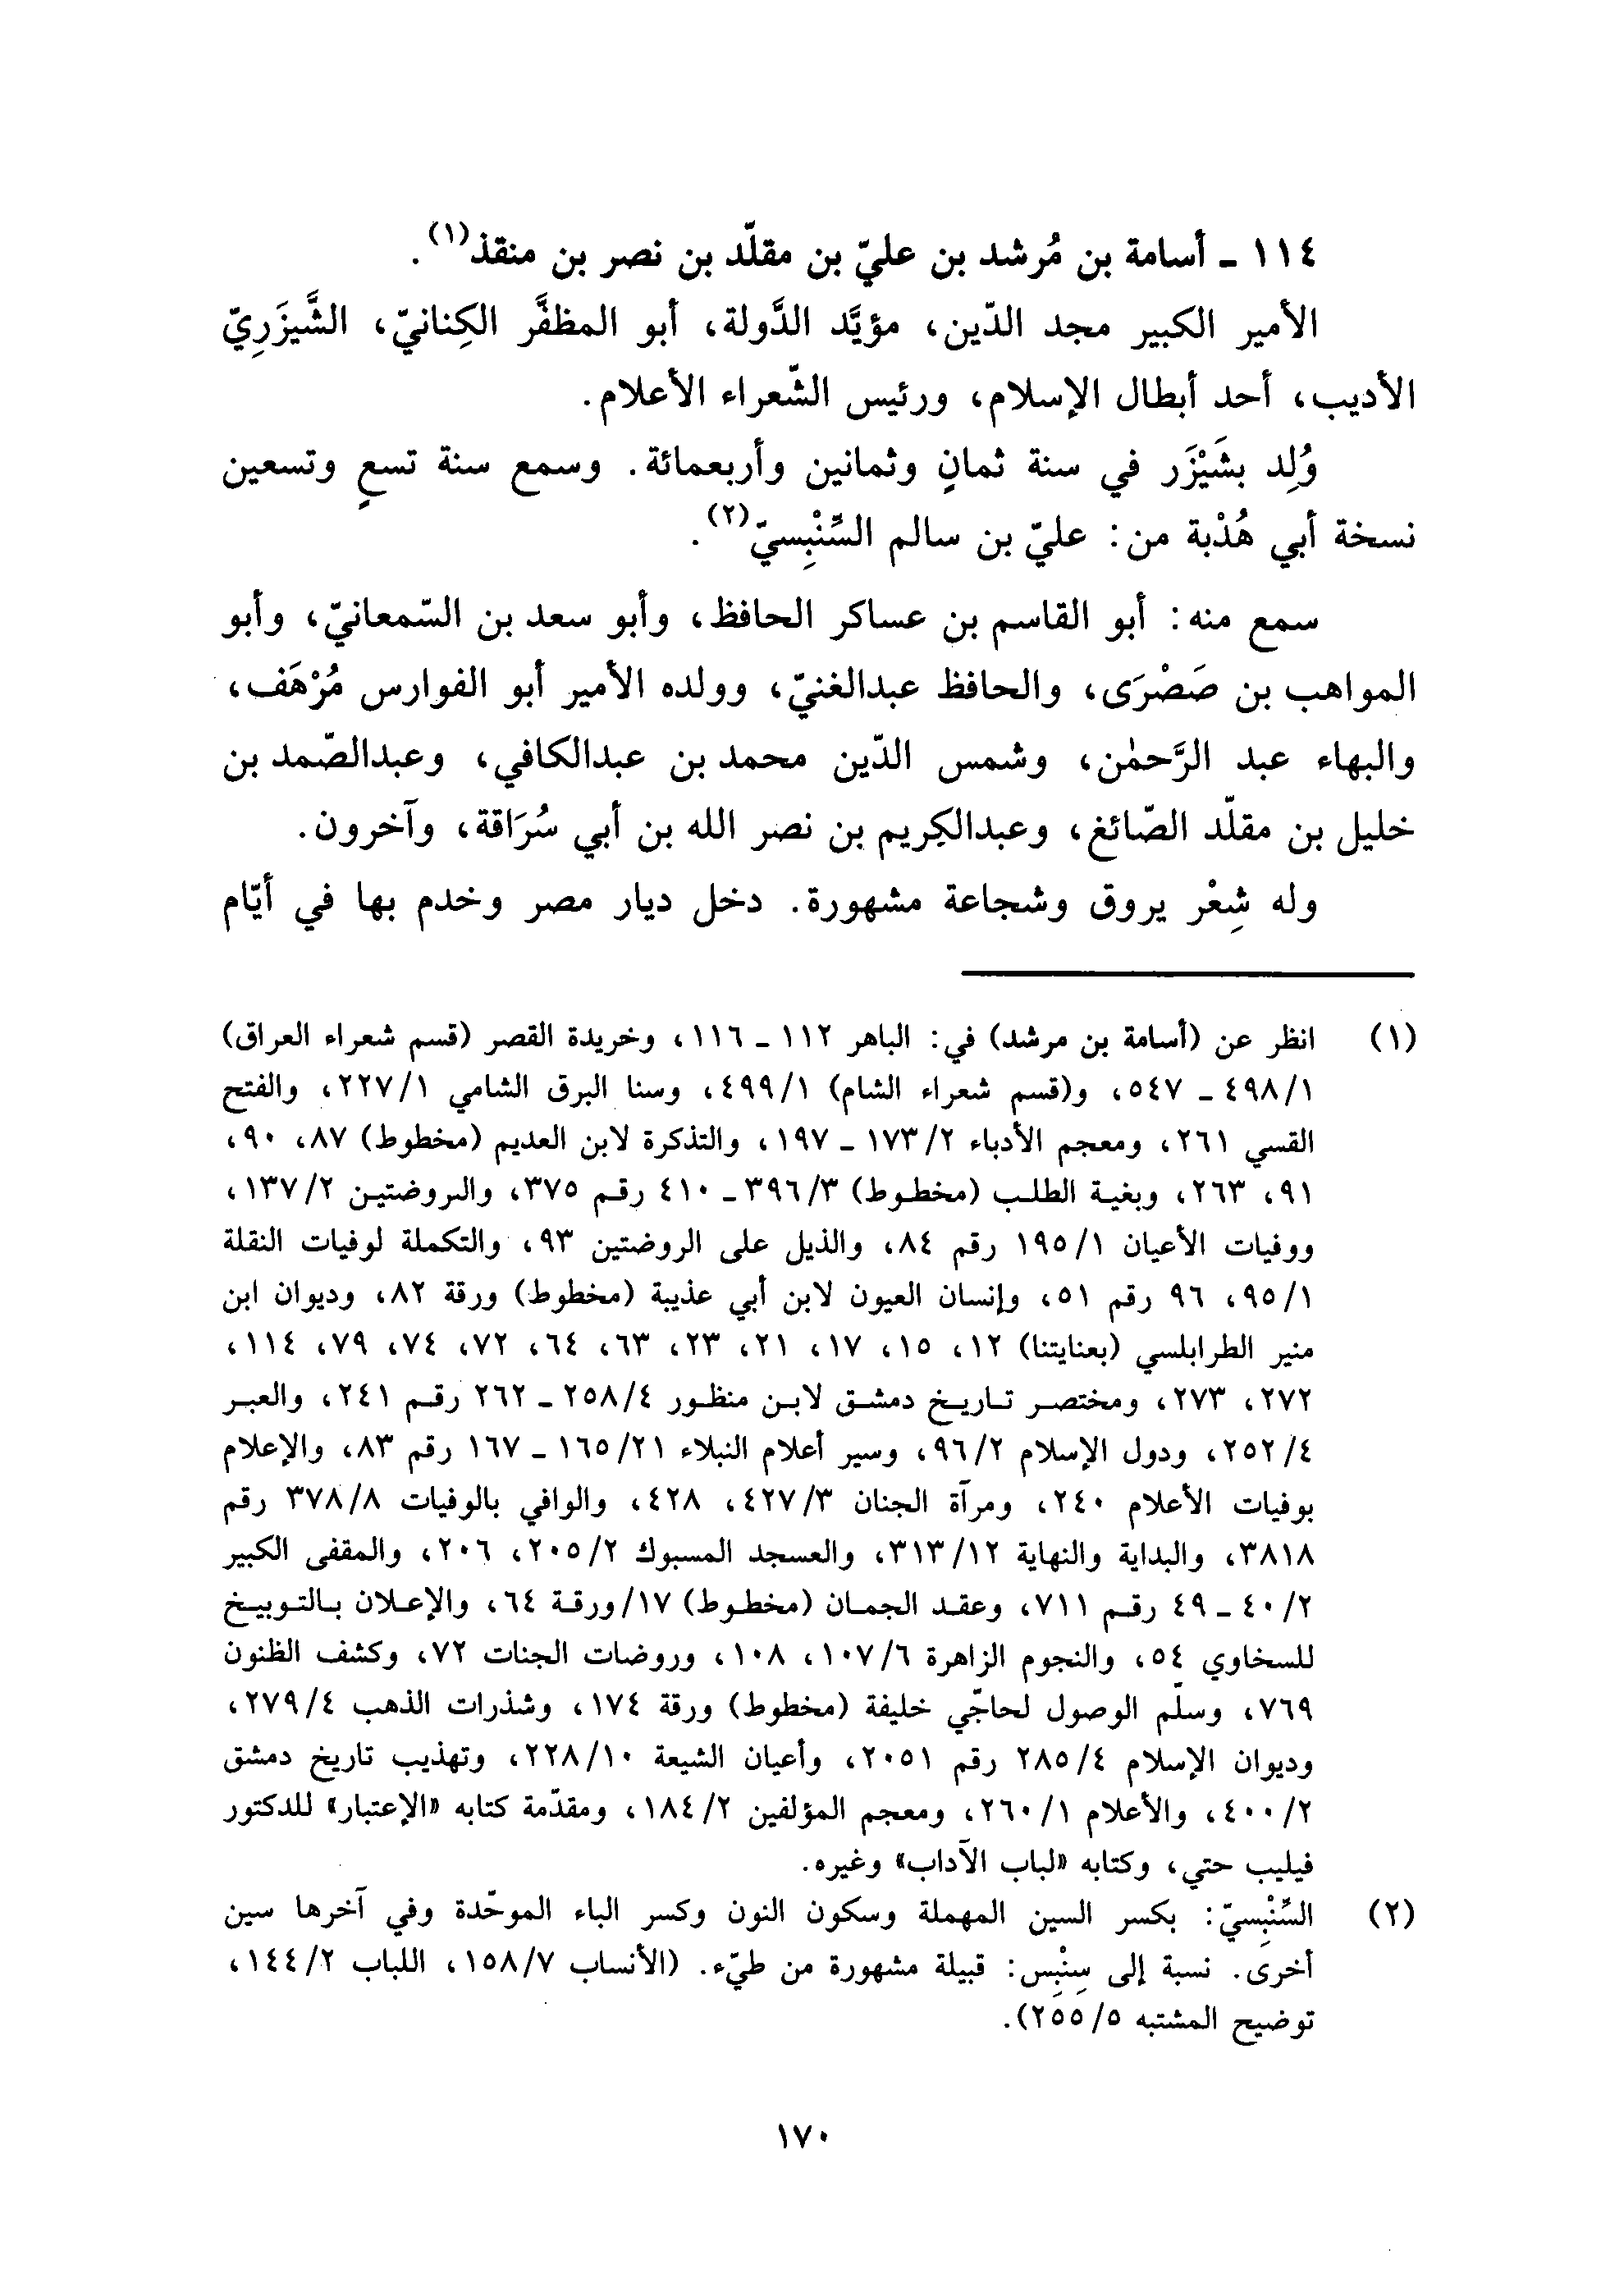 ١١٤ ـ أسامة بن مُرشد بن عليّ بن مقلّد بن نصر بن منقذ(١).
الأمير الكبير مجد الدّين، مؤيَّد الدَّولة، أبو المظفَّر الكِنانيّ، الشَّيزَرِيّ
الأديب، أحد أبطال الإسلام، ورئيس الشّعراء الأعلام.
وُلِد بشَيْزَر في سنة ثمانٍ وثمانين وأربعمائة. وسمع سنة تسعٍ وتسعين
نسخة أبي هُدْبة من: عليّ بن سالم السِّنْبِسيّ(٢).
سمع منه: أبو القاسم بن عساكر الحافظ، وأبو سعد بن السّمعانيّ، وأبو
المواهب بن صَصْرَى، والحافظ عبدالغنيّ، وولده الأمير أبو الفوارس مُرْهَف،
والبهاء عبد الرَّحمٰن، وشمس الدّين محمد بن عبدالكافي، وعبدالصّمد بن
خليل بن مقلّد الصّائغ، وعبدالكِريم بن نصر الله بن أبي سُرَاقة، وآخرون.
وله شِعْر يروق وشجاعة مشهورة. دخل ديار مصر وخدم بها في أيّام
(١) انظر عن (أسامة بن مرشد) في: الباهر ١١٢ ـ ١١٦، وخريدة القصر (قسم شعراء العراق)
٤٩٨/١ ـ ٥٤٧، و(قسم شعراء الشام) ٤٩٩/١، وسنا البرق الشامي ٢٢٧/١، والفتح
القسي ٢٦١، ومعجم الأدباء ١٧٣/٢ ـ ١٩٧، والتذكرة لابن العديم (مخطوط) ٨٧، ٩٠،
٩١، ٢٦٣، وبغية الطلب (مخطوط) ٣٩٦/٣ ـ ٤١٠ رقم ٣٧٥، والروضتين ١٣٧/٢،
ووفيات الأعيان ١٩٥/١ رقم ٨٤، والذيل على الروضتين ٩٣، والتكملة لوفيات النقلة
٩٥/١، ٩٦ رقم ٥١، وإنسان العيون لابن أبي عذيبة (مخطوط) ورقة ٨٢، وديوان ابن
منير الطرابلسي (بعنايتنا) ١٢، ١٥، ١٧، ٢١، ٢٣، ٦٣، ٦٤، ٧٢، ٧٤، ٧٩، ١١٤،
٢٧٢، ٢٧٣، ومختصر تاريخ دمشق لابن منظور ٢٥٨/٤ ـ ٢٦٢ رقم ٢٤١، والعبر
٢٥٢/٤، ودول الإسلام ٩٦/٢، وسير أعلام النبلاء ١٦٥/٢١ ـ ١٦٧ رقم ٨٣، والإعلام
بوفيات الأعلام ٢٤٠، ومرآة الجنان ٤٢٧/٣، ٤٢٨، والوافي بالوفيات ٣٧٨/٨ رقم
٣٨١٨، والبداية والنهاية ٣١٣/١٢، والعسجد المسبوك ٢٠٥/٢، ٢٠٦، والمقفى الكبير
٤٠/٢ ـ ٤٩ رقم ٧١١، وعقد الجمان (مخطوط) ١٧/ورقة ٦٤، والإعلان بالتوبيخ
للسخاوي ٥٤، والنجوم الزاهرة ١٠٧/٦، ١٠٨، وروضات الجنات ٧٢، وكشف الظنون
٧٦٩، وسلّم الوصول لحاجّي خليفة (مخطوط) ورقة ١٧٤، وشذرات الذهب ٢٧٩/٤،
وديوان الإسلام ٢٨٥/٤ رقم ٢٠٥١، وأعيان الشيعة ٢٢٨/١٠، وتهذيب تاريخ دمشق
٤٠٠/٢، والأعلام ٢٦٠/١، ومعجم المؤلفين ١٨٤/٢، ومقدّمة كتابه «الإعتبار» للدكتور
فيليب حتي، وكتابه «لباب الآداب» وغيره.
(٢) السِّنْبِسيّ: بكسر السين المهملة وسكون النون وكسر الباء الموحّدة وفي آخرها سين
أخرى. نسبة إلى سِنْبِس: قبيلة مشهورة من طيّء. (الأنساب ١٥٨/٧، اللباب ١٤٤/٢،
توضيح المشتبه ٢٥٥/٥).
١٧٠